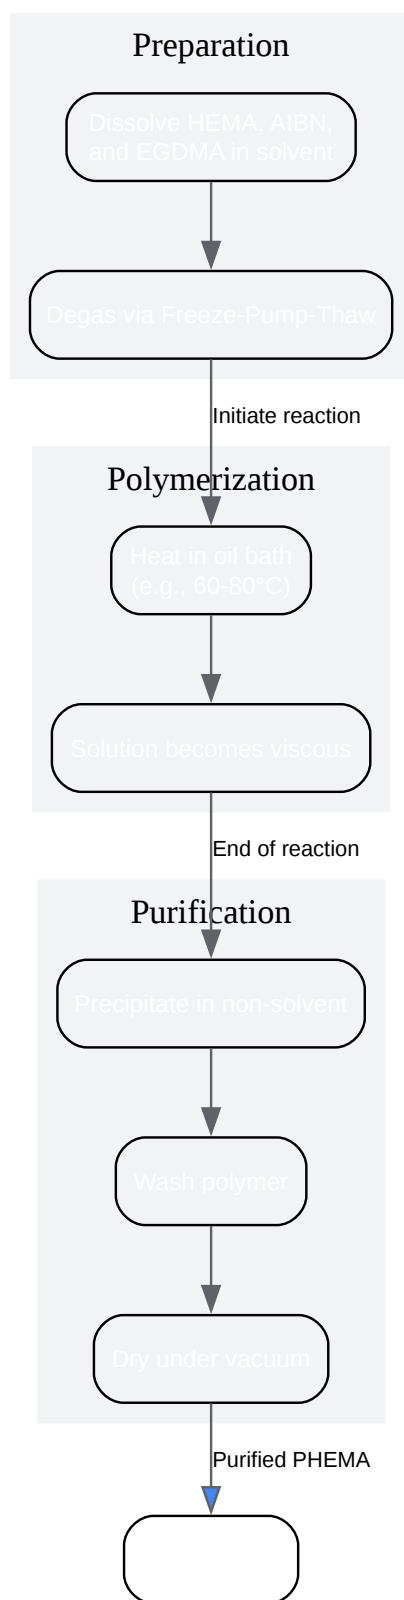 Preparation
Dissolve HEMA, AIBN,
and EGDMA in solvent
Degas via Freeze-Pump-Thaw
Initiate reaction
Polymerization
Heat in oil bath
(e.g., 60-80°C)
Solution becomes viscous
End of reaction
Purification
Precipitate in non-solvent
Wash polymer
Dry under vacuum
Purified PHEMA